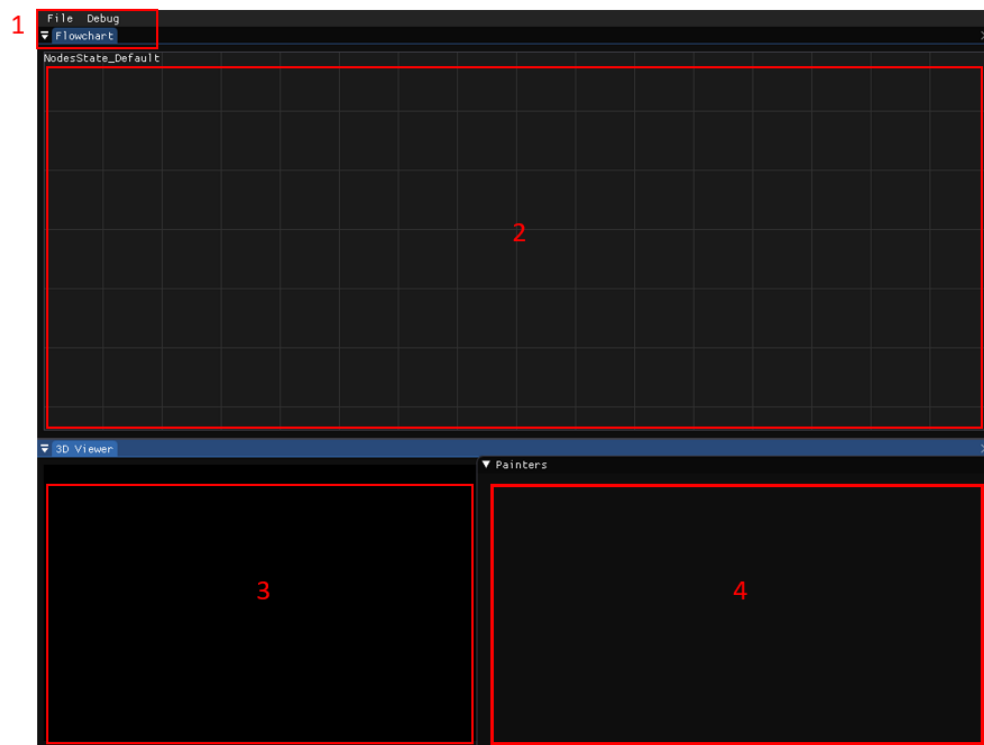 1
File Debug
Flowchart
NodesState_Default
2
3D Viewer
Painters
3
4